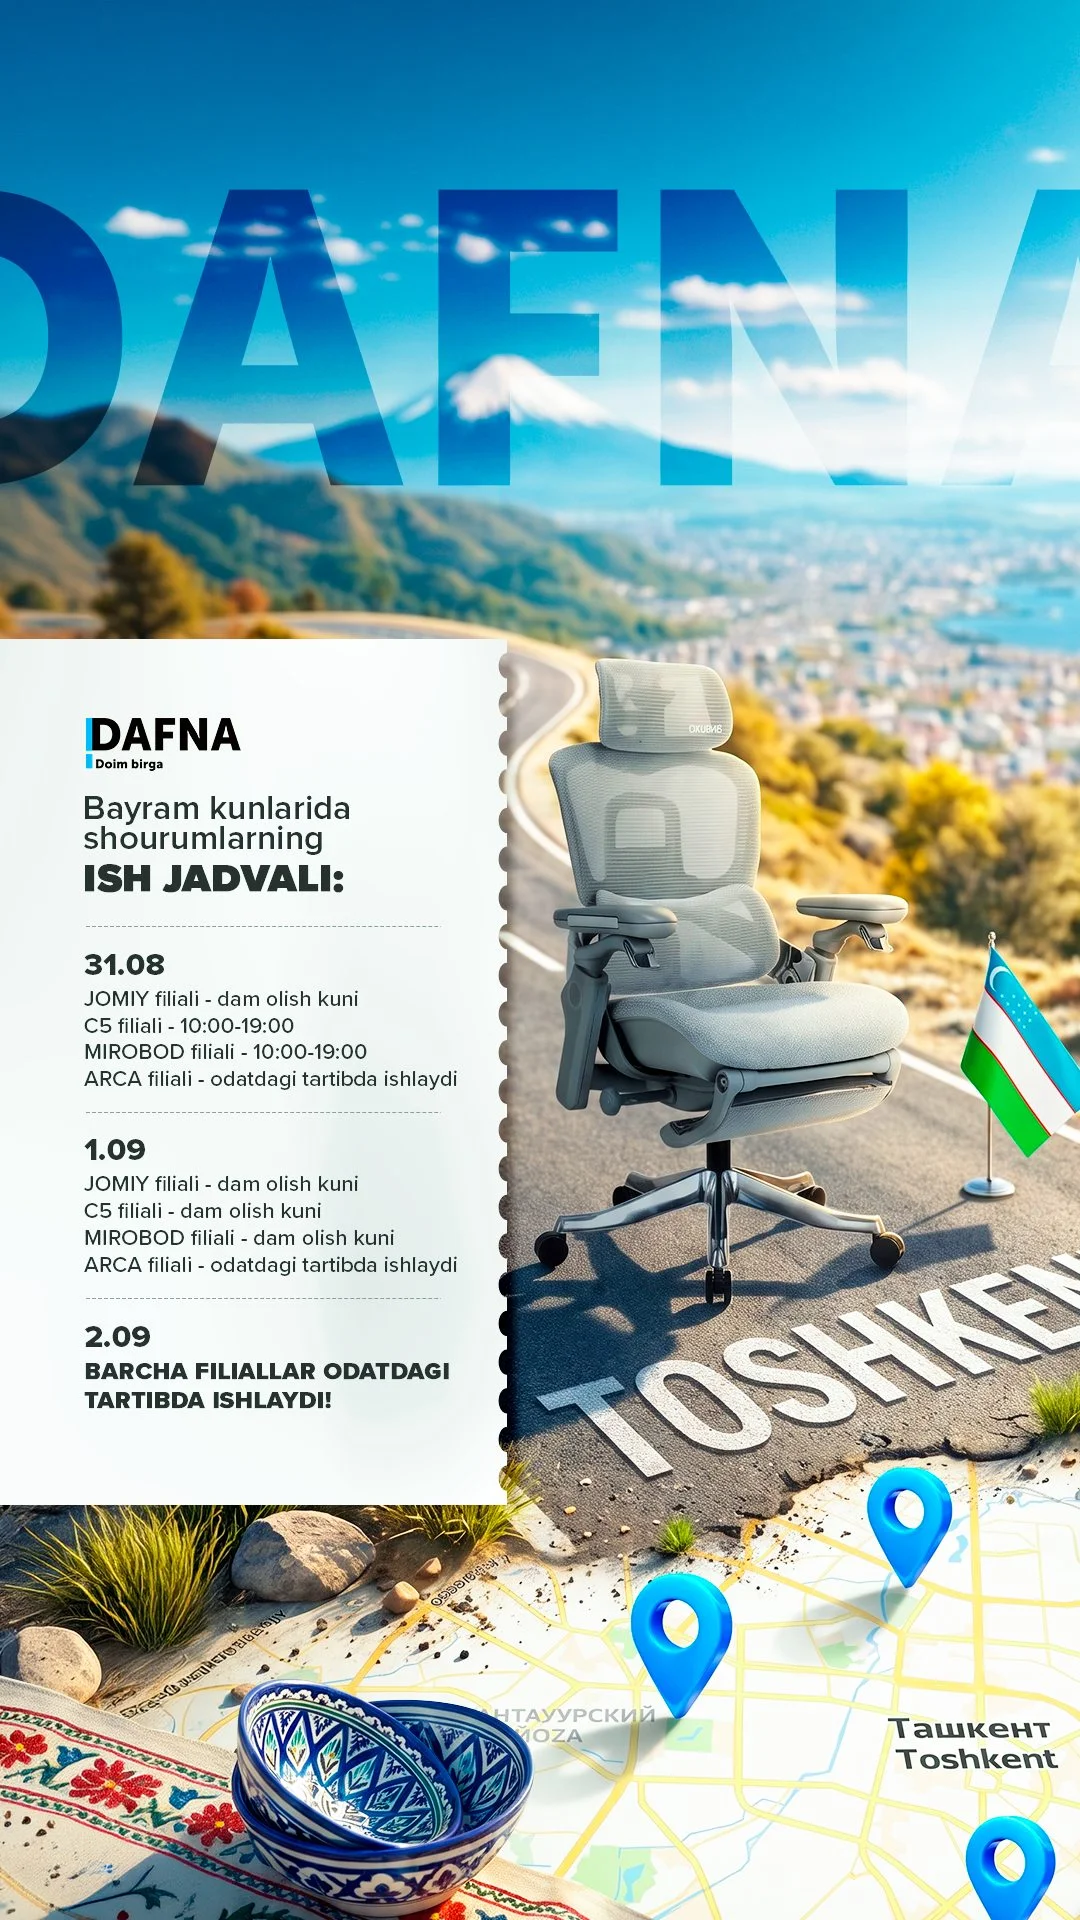 DAFNA
DAFNA
Doim birga
Bayram kunlarida
shourumlarning
ISH JADVALI:
31.08
JOMIY filiali - dam olish kuni
C5 filiali - 10:00-19:00
MIROBOD filiali - 10:00-19:00
ARCA filiali - odatdagi tartibda ishlaydi
1.09
JOMIY filiali - dam olish kuni
C5 filiali - dam olish kuni
MIROBOD filiali - dam olish kuni
ARCA filiali - odatdagi tartibda ishlaydi
2.09
BARCHA FILIALLAR ODATDAGI
TARTIBDA ISHLAYDI!
TOSHKEN
Ташкент
Toshkent